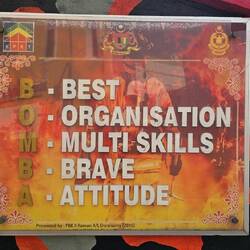 B - BEST
O - ORGANISATION
M - MULTI SKILLS
B - BRAVE
A - ATTITUDE